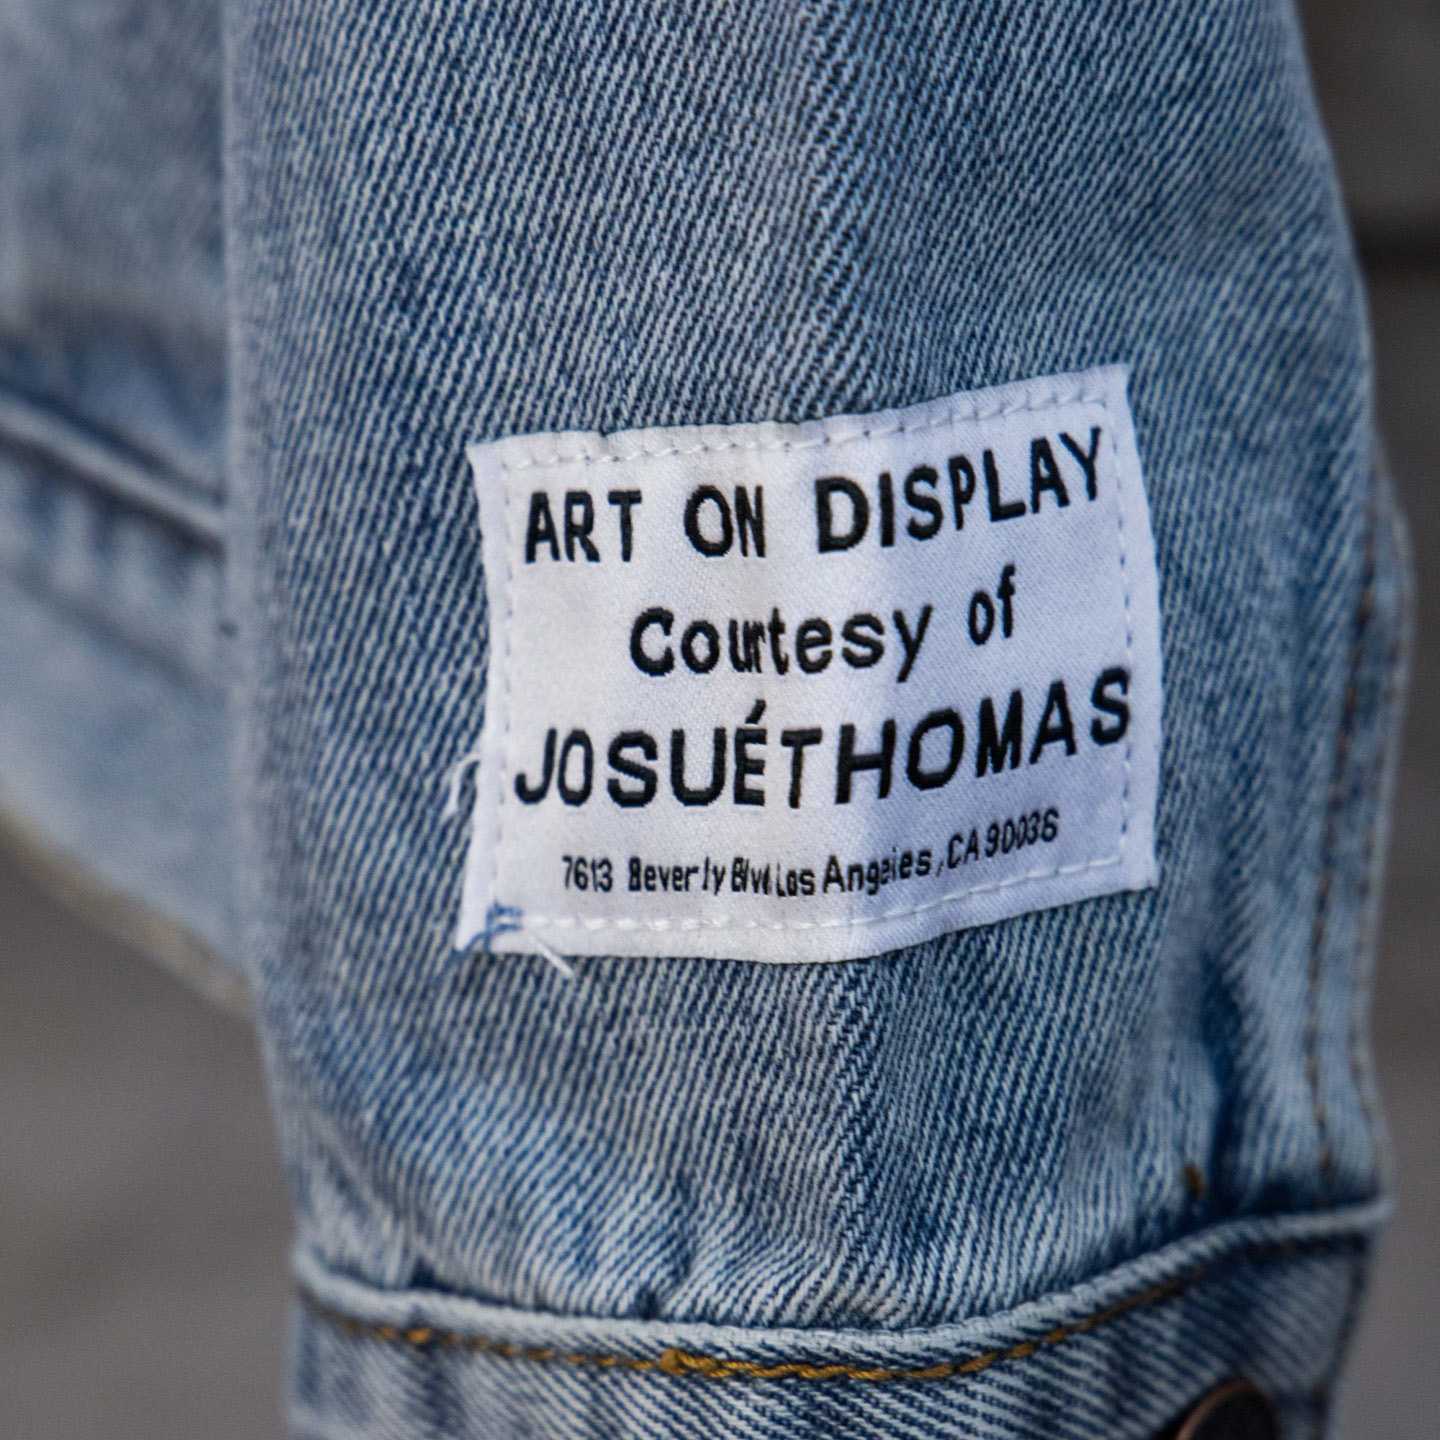 ART ON DISPLAY
Courtesy of
JOSUÉTHOMAS
7613 Beverly Blvd Los Angeles, CA 90036